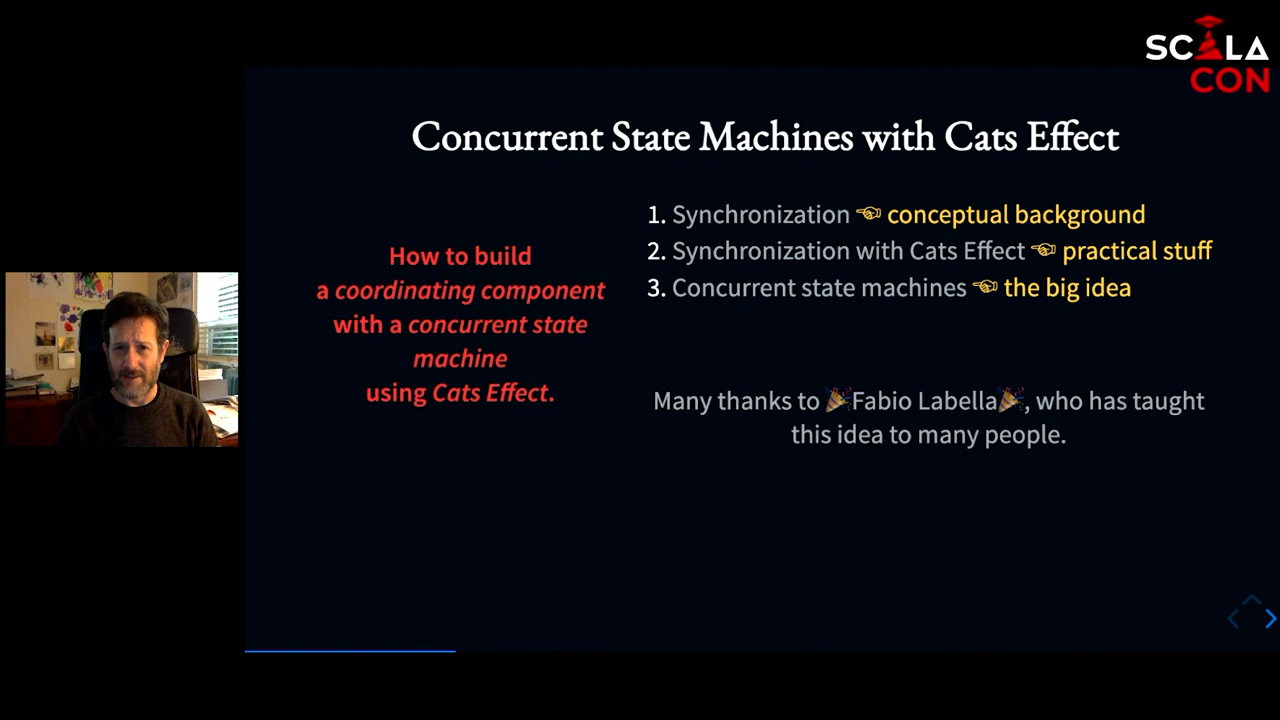 SCALA
CON
Concurrent State Machines with Cats Effect
How to build
a coordinating component
with a concurrent state
machine
using Cats Effect.
1. Synchronization ☜ conceptual background
2. Synchronization with Cats Effect ☜ practical stuff
3. Concurrent state machines ☜ the big idea
Many thanks to 🎉Fabio Labella🎉, who has taught
this idea to many people.